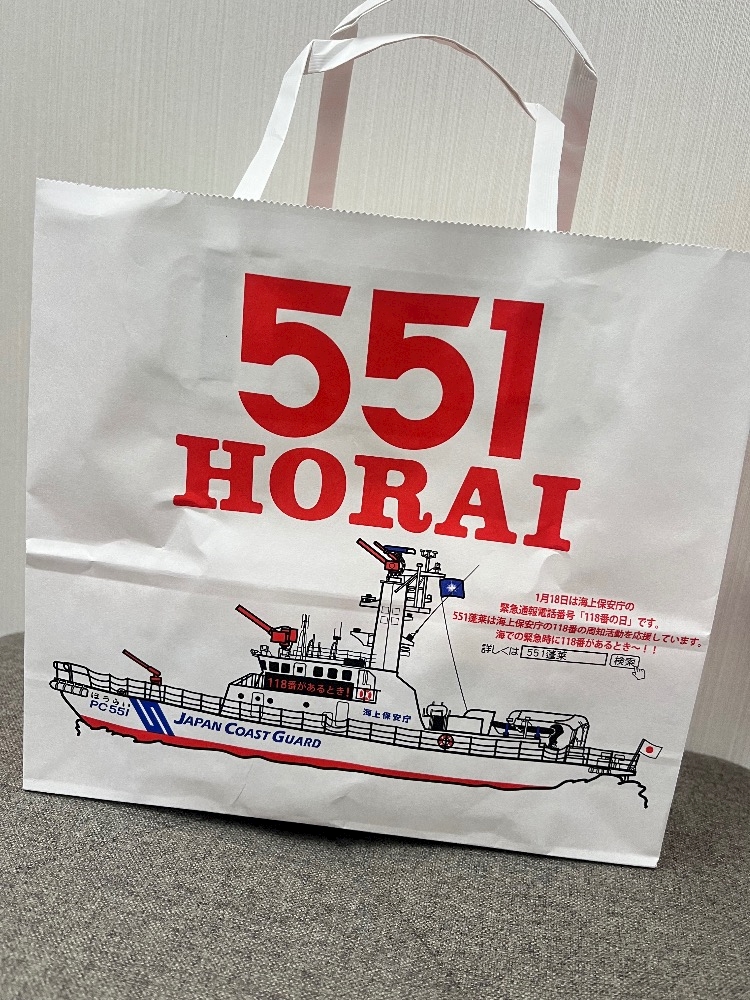 551
HORAI
1月18日は海上保安庁の
緊急通報電話番号「118番の日」です。
551蓬莱は海上保安庁の118番の周知活動を応援しています。
海での緊急時に118番があるとき～！！
詳しくは 551蓬莱 検索
118番があるとき!
PC551
JAPAN COAST GUARD
海上保安庁